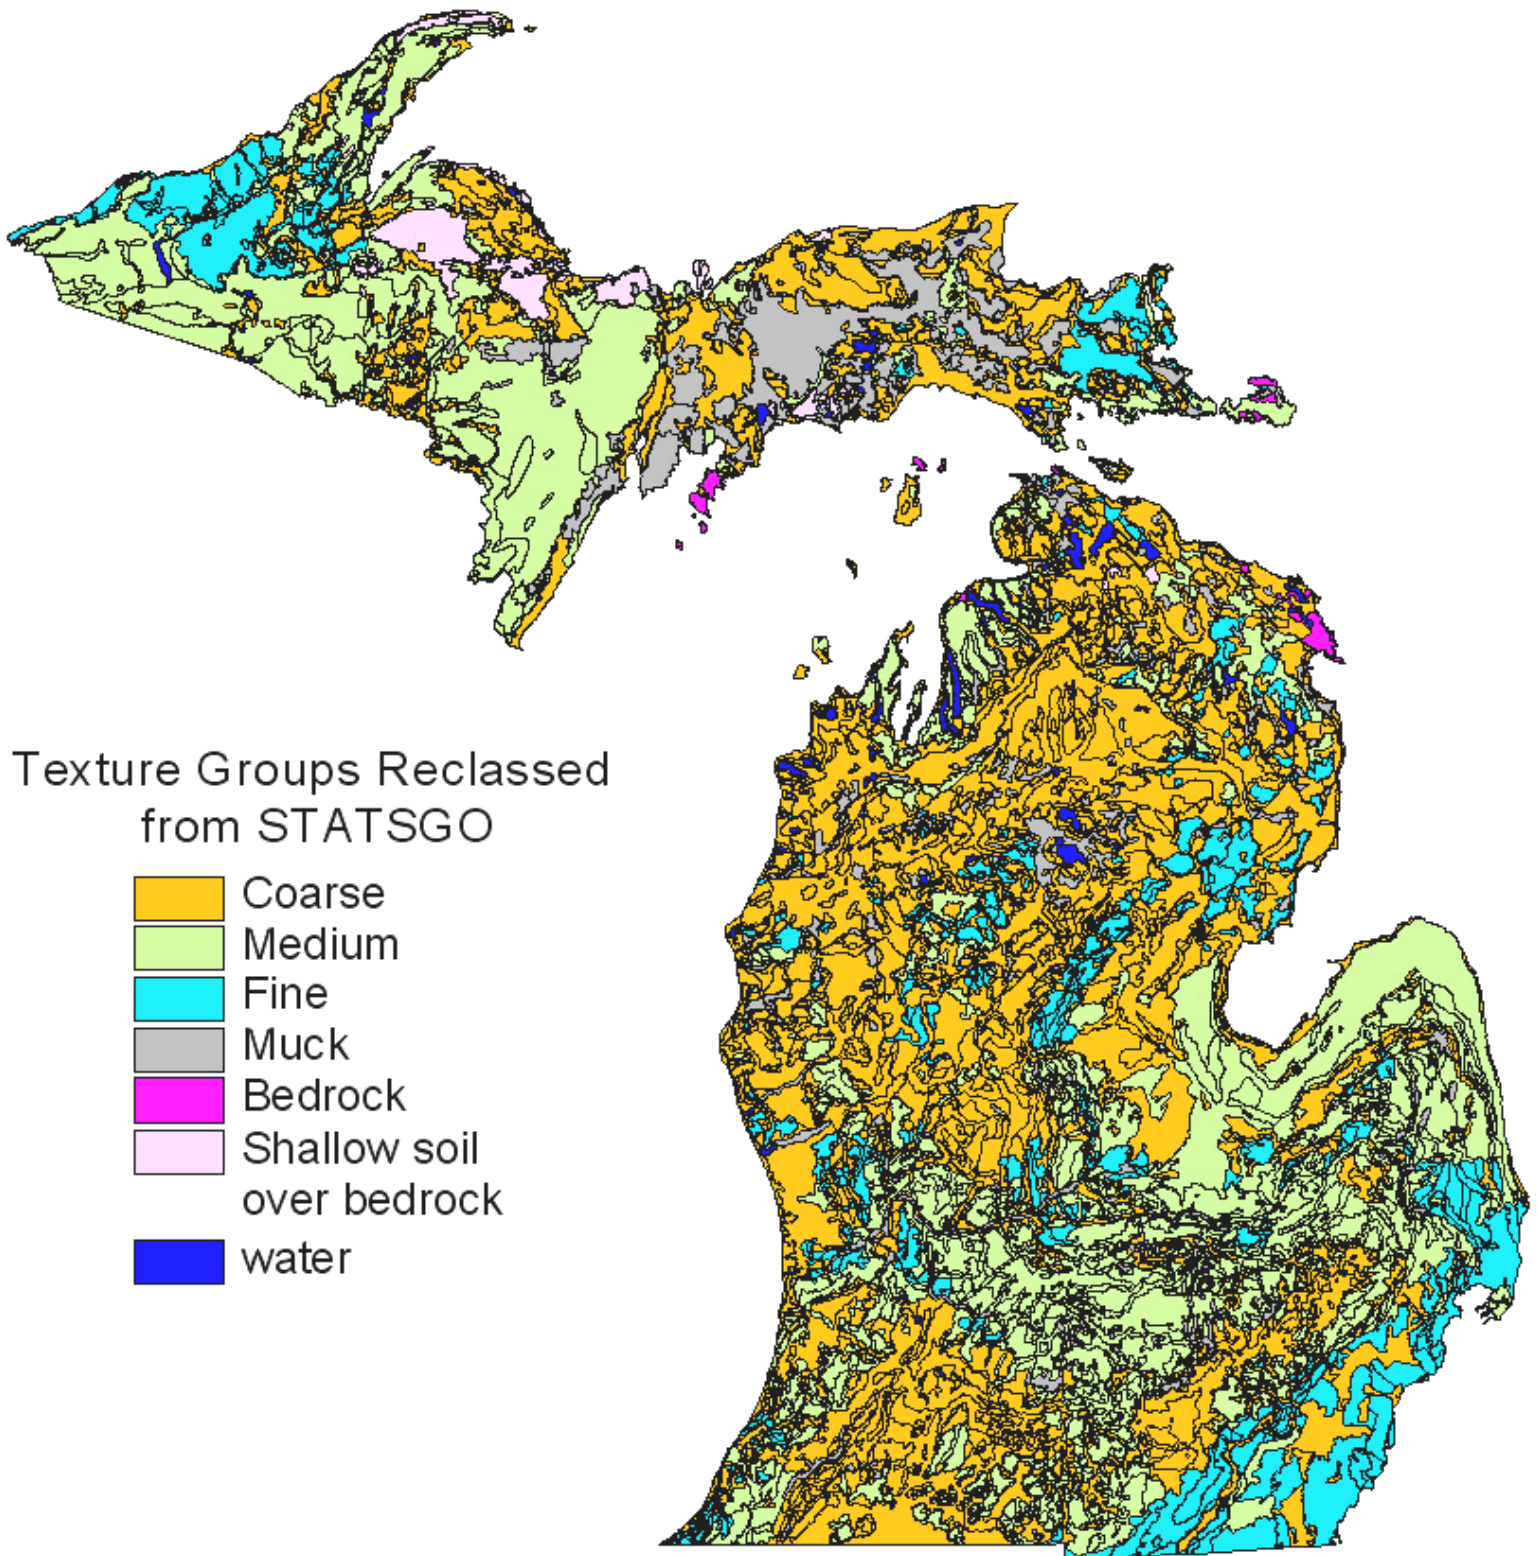 Texture Groups Reclassed
from STATSGO
Coarse
Medium
Fine
Muck
Bedrock
Shallow soil
over bedrock
water